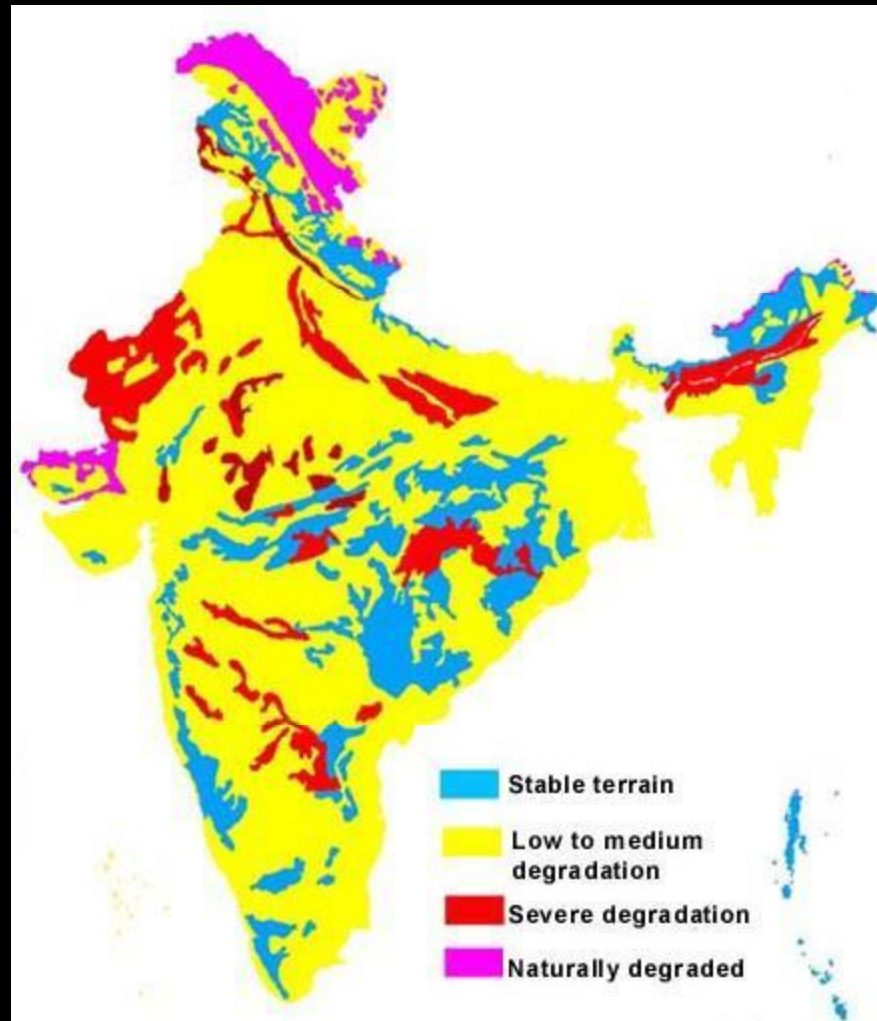 Stable terrain
Low to medium
degradation
Severe degradation
Naturally degraded